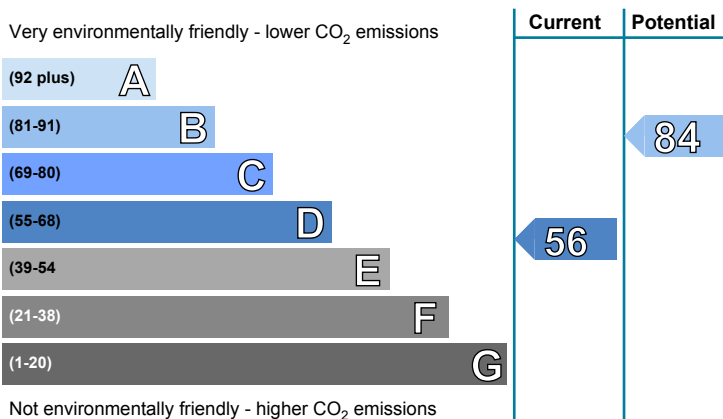 Current Potential
Very environmentally friendly - lower CO2 emissions
(92 plus) A
(81-91) B
84
(69-80) C
(55-68) D
56
(39-54 E
(21-38) F
(1-20) G
Not environmentally friendly - higher CO2 emissions